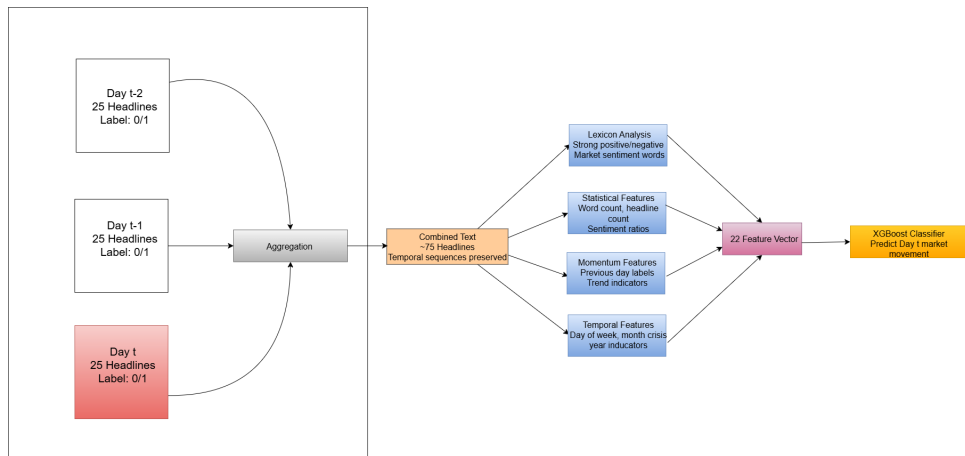 Day t-2
25 Headlines
Label: 0/1
Day t-1
25 Headlines
Label: 0/1
Day t
25 Headlines
Label: 0/1
Aggregation
Combined Text
~75 Headlines
Temporal sequences preserved
Lexicon Analysis
Strong positive/negative
Market sentiment words
Statistical Features
Word count, headline
count
Sentiment ratios
Momentum Features
Previous day labels
Trend indicators
Temporal Features
Day of week, month crisis
year inducators
22 Feature Vector
XGBoost Classifier
Predict Day t market
movement